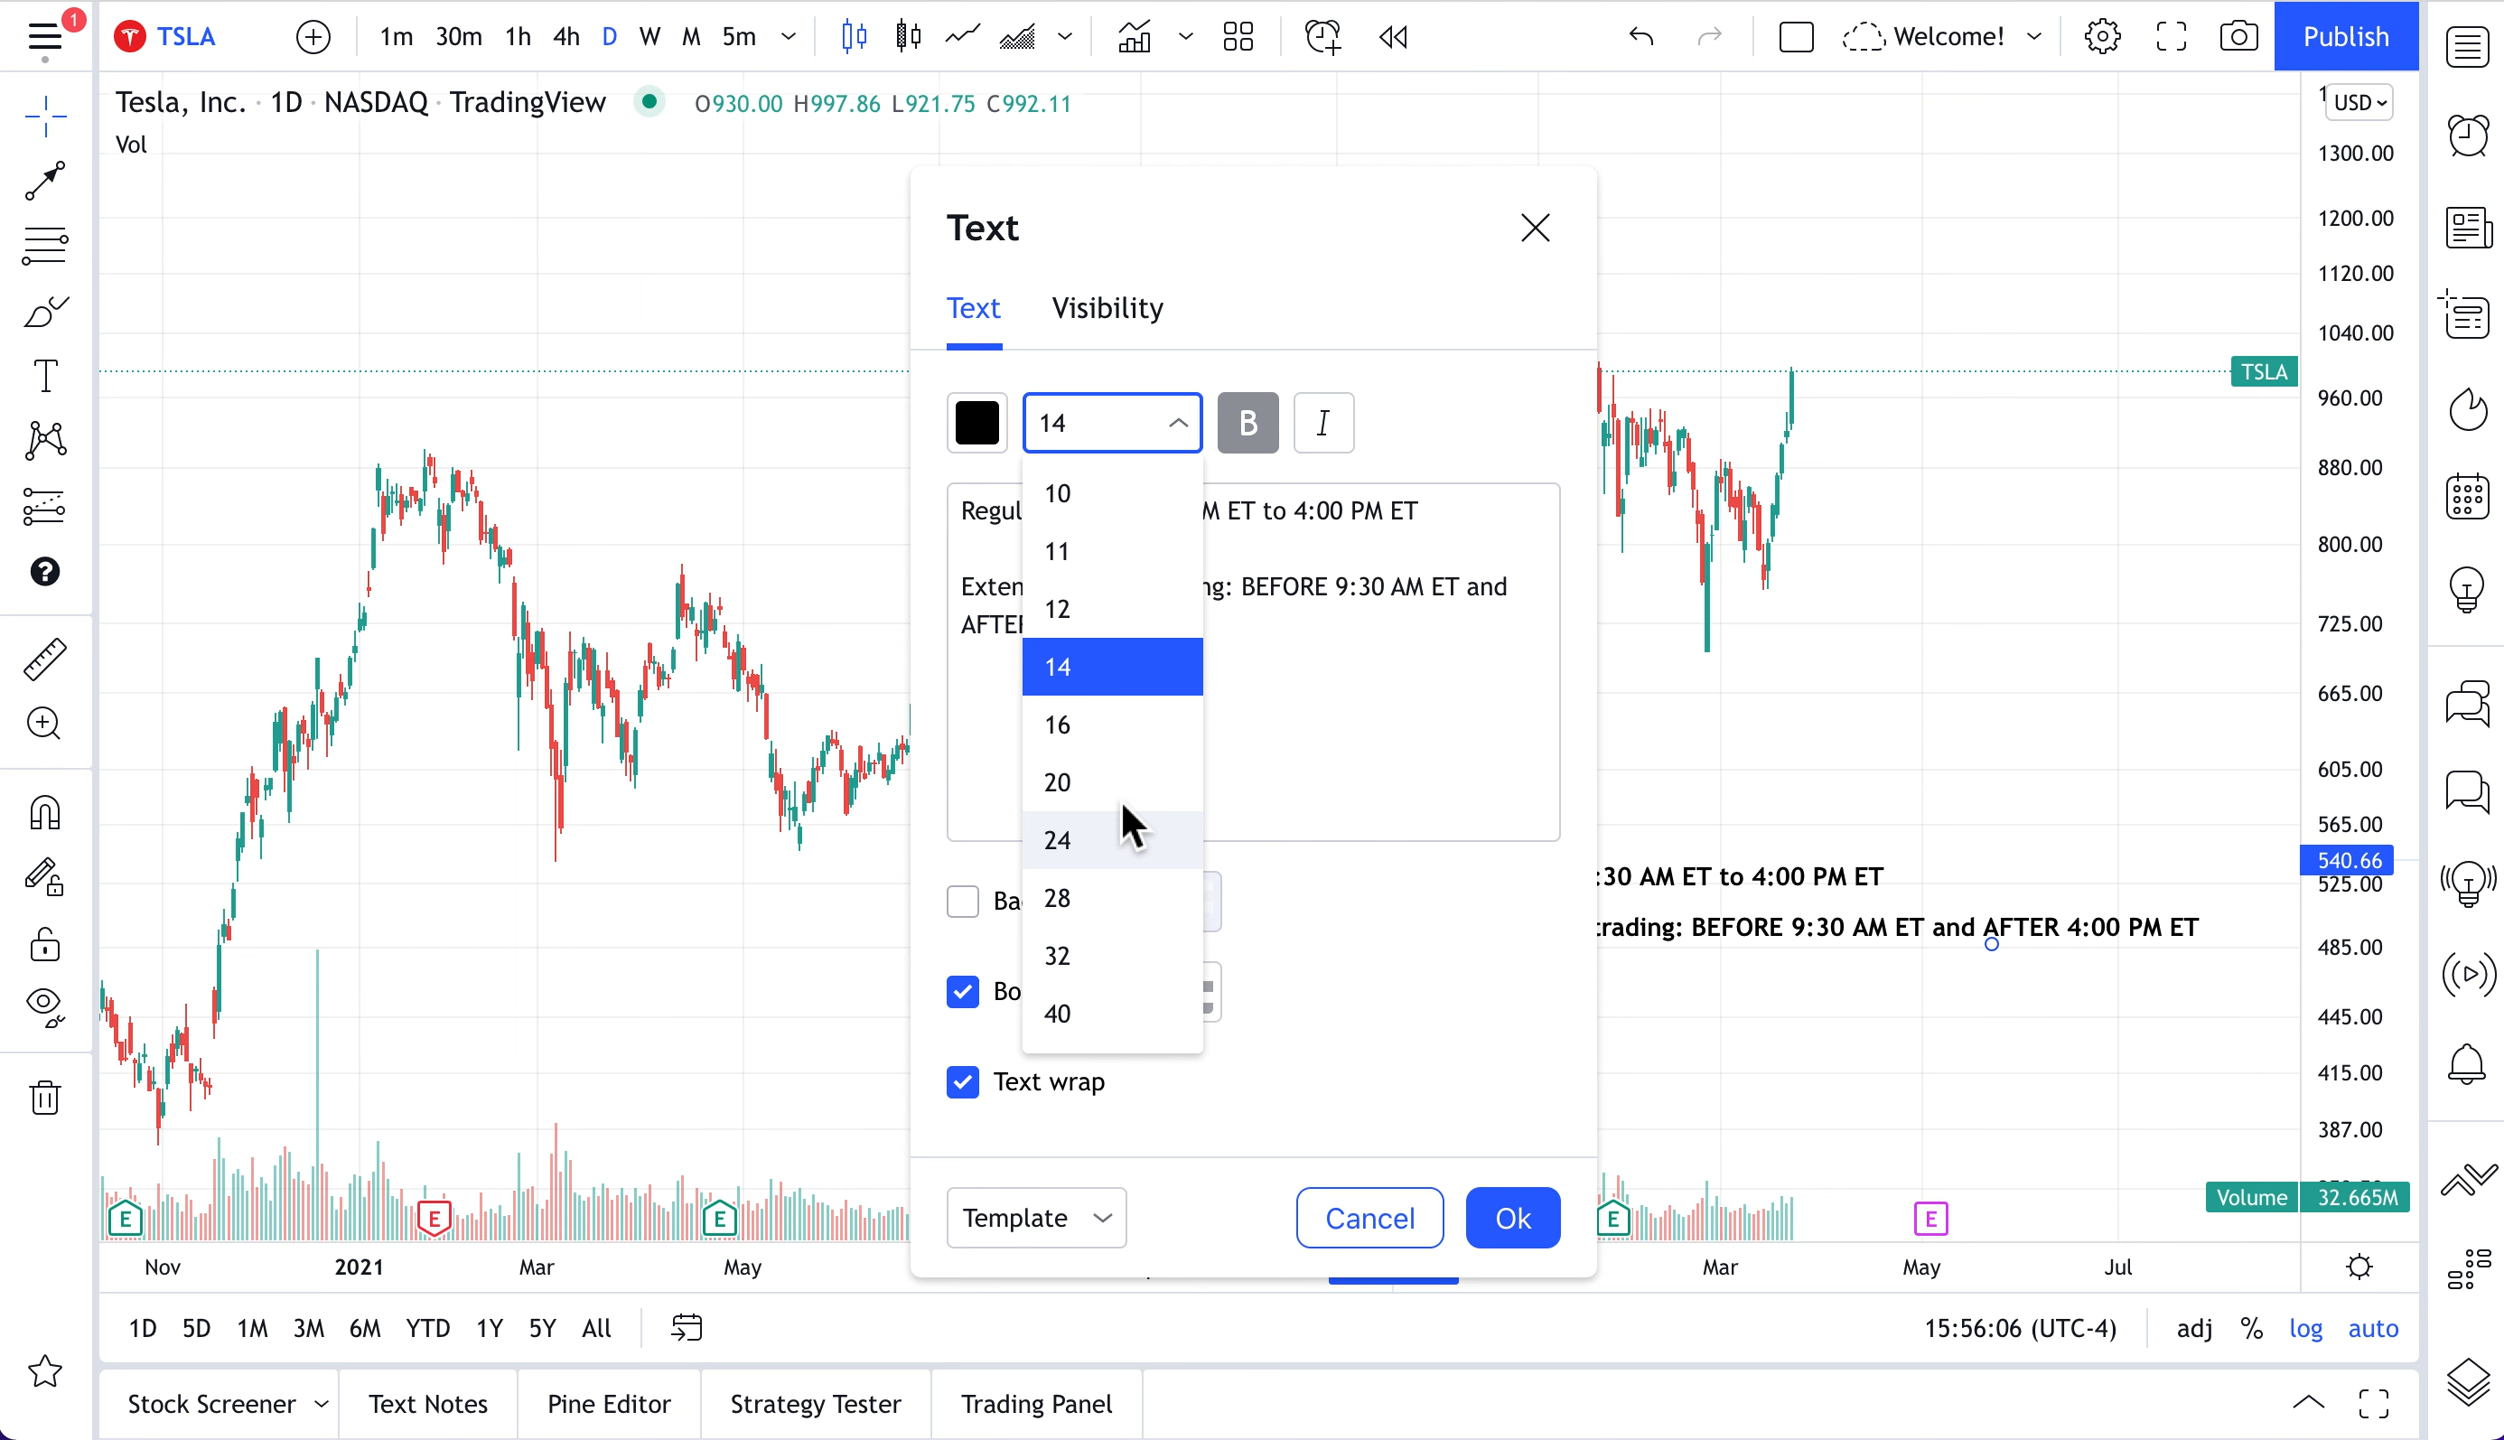 1
TSLA
1m 30m 1h 4h D W M 5m
Welcome!
Publish
Tesla, Inc. · 1D · NASDAQ · TradingView O930.00 H997.86 L921.75 C992.11
Vol
USD
1300.00
1200.00
1120.00
1040.00
TSLA
960.00
880.00
800.00
725.00
665.00
605.00
565.00
540.66
525.00
485.00
445.00
415.00
387.00
Volume 32.665M
Text
Text Visibility
14 B I
Regul M ET to 4:00 PM ET
Exten ng: BEFORE 9:30 AM ET and
AFTER
10
11
12
14
16
20
24
28
32
40
Ba
Bo
Text wrap
Template Cancel Ok
:30 AM ET to 4:00 PM ET
trading: BEFORE 9:30 AM ET and AFTER 4:00 PM ET
E E E E E
Nov 2021 Mar May Mar May Jul
1D 5D 1M 3M 6M YTD 1Y 5Y All
15:56:06 (UTC-4) adj % log auto
Stock Screener Text Notes Pine Editor Strategy Tester Trading Panel